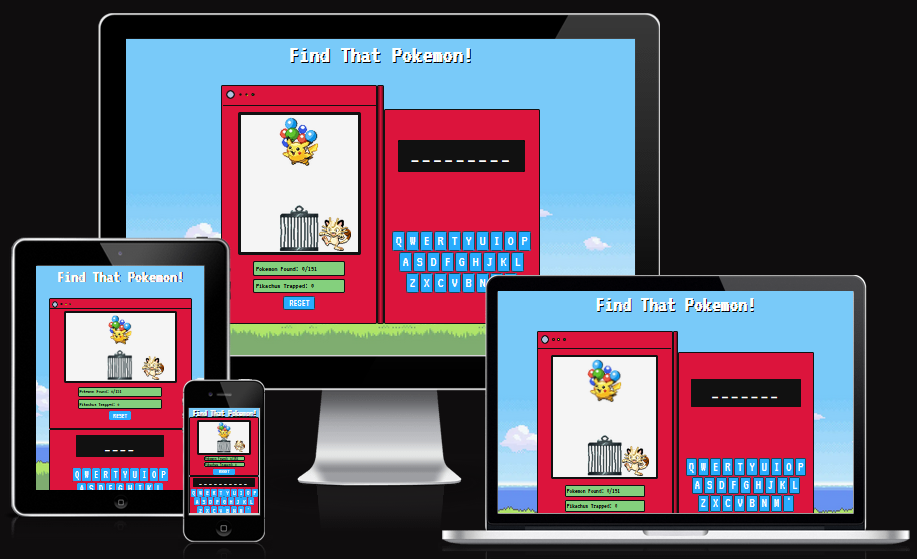 Find That Pokemon!
_ _ _ _ _ _ _ _ _
Q W E R T Y U I O P
A S D F G H J K L
Z X C V B N
Pokemon Found: 0/151
Pikachus Trapped: 0
RESET
Find That Pokemon!
Pokemon Found: 0/151
Pikachus Trapped: 0
RESET
_ _ _ _
Q W E R T Y U I O P
A S D F G H J K L
Find That Pokemon!
RESET
Q W E R T Y U I O P
A S D F G H J K L
Z X C V B N M '
Find That Pokemon!
_ _ _ _ _ _ _
Q W E R T Y U I O P
A S D F G H J K L
Z X C V B N M '
Pokemon Found: 0/151
Pikachus Trapped: 0